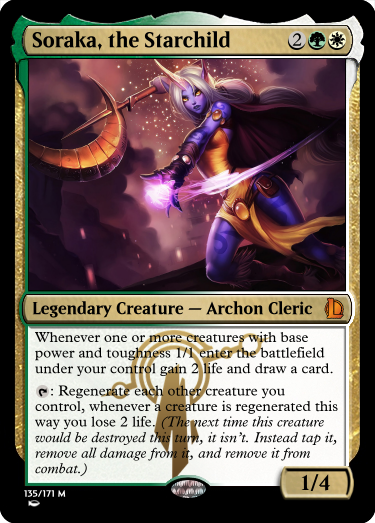 Soraka, the Starchild 2
Legendary Creature — Archon Cleric
Whenever one or more creatures with base
power and toughness 1/1 enter the battlefield
under your control gain 2 life and draw a card.
: Regenerate each other creature you
control, whenever a creature is regenerated this
way you lose 2 life. (The next time this creature
would be destroyed this turn, it isn't. Instead tap it,
remove all damage from it, and remove it from
combat.)
1/4
135/171 M